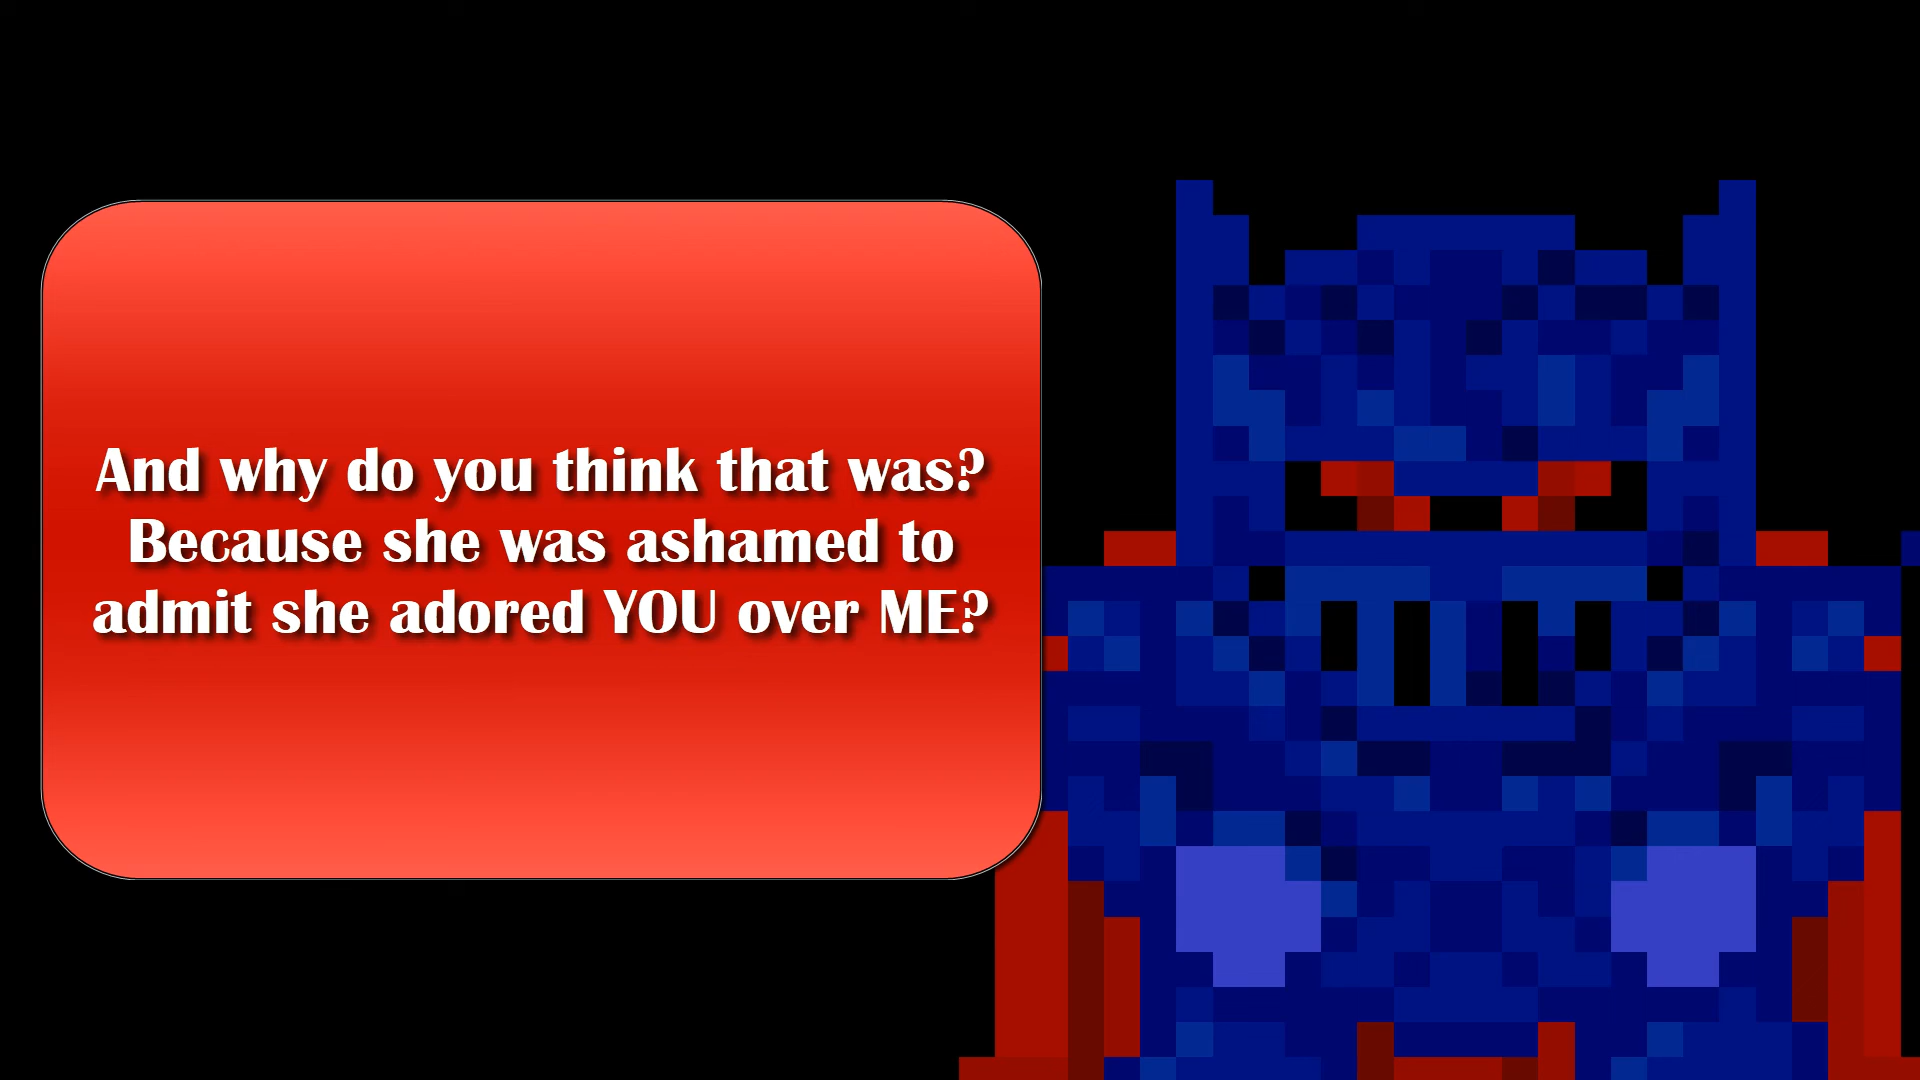 And why do you think that was?
Because she was ashamed to
admit she adored YOU over ME?